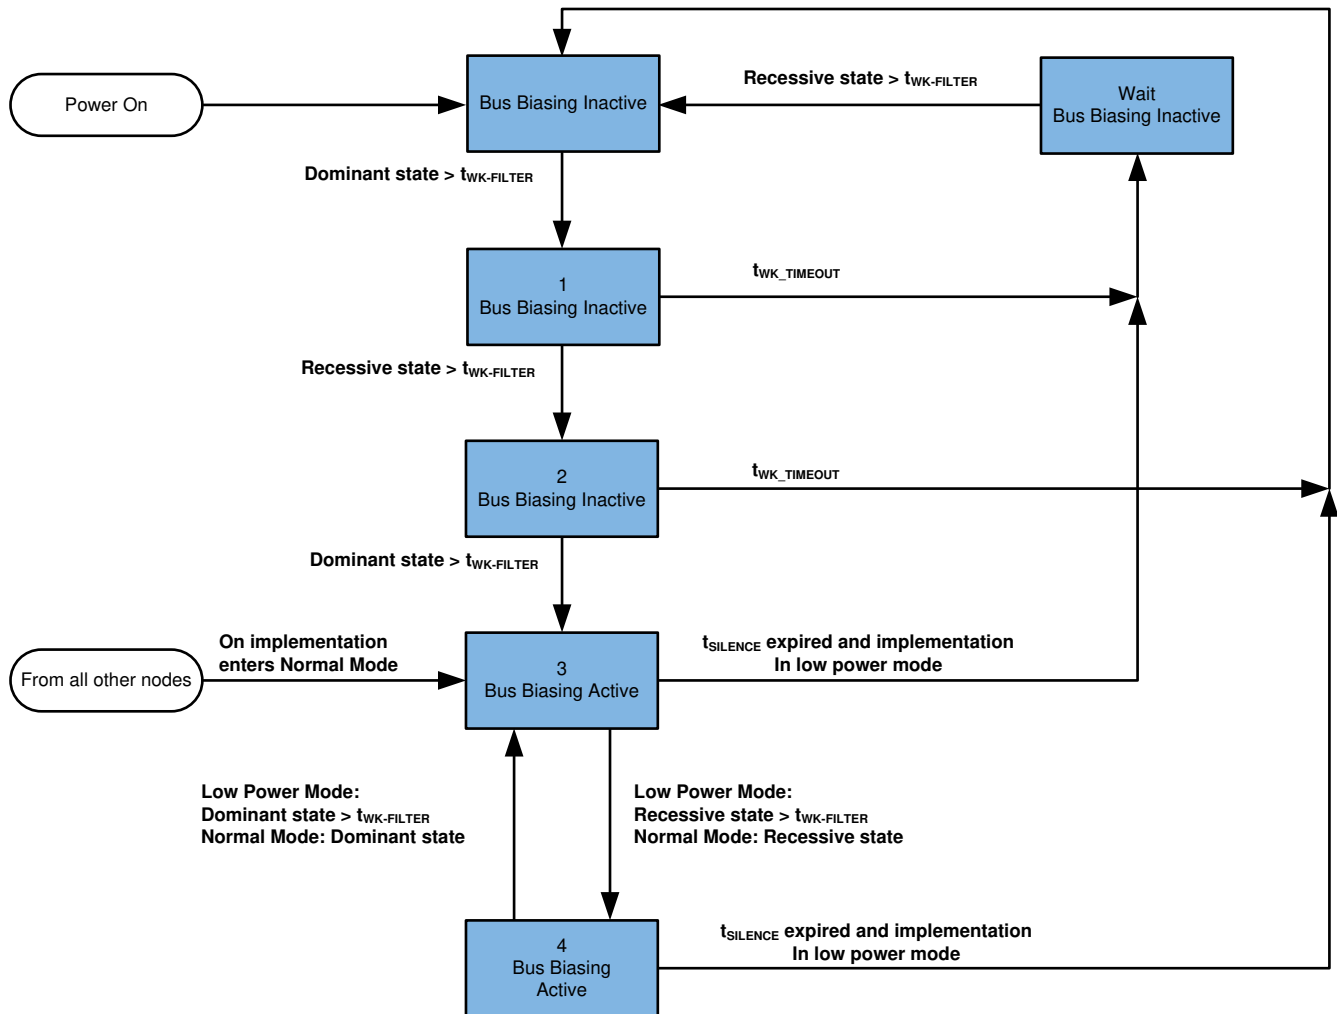 Power On
Bus Biasing Inactive
Recessive state > tWK-FILTER
Wait
Bus Biasing Inactive
Dominant state > tWK-FILTER
1
Bus Biasing Inactive
tWK_TIMEOUT
Recessive state > tWK-FILTER
2
Bus Biasing Inactive
tWK_TIMEOUT
Dominant state > tWK-FILTER
From all other nodes
On implementation
enters Normal Mode
3
Bus Biasing Active
tSILENCE expired and implementation
In low power mode
Low Power Mode:
Dominant state > tWK-FILTER
Normal Mode: Dominant state
Low Power Mode:
Recessive state > tWK-FILTER
Normal Mode: Recessive state
4
Bus Biasing
Active
tSILENCE expired and implementation
In low power mode